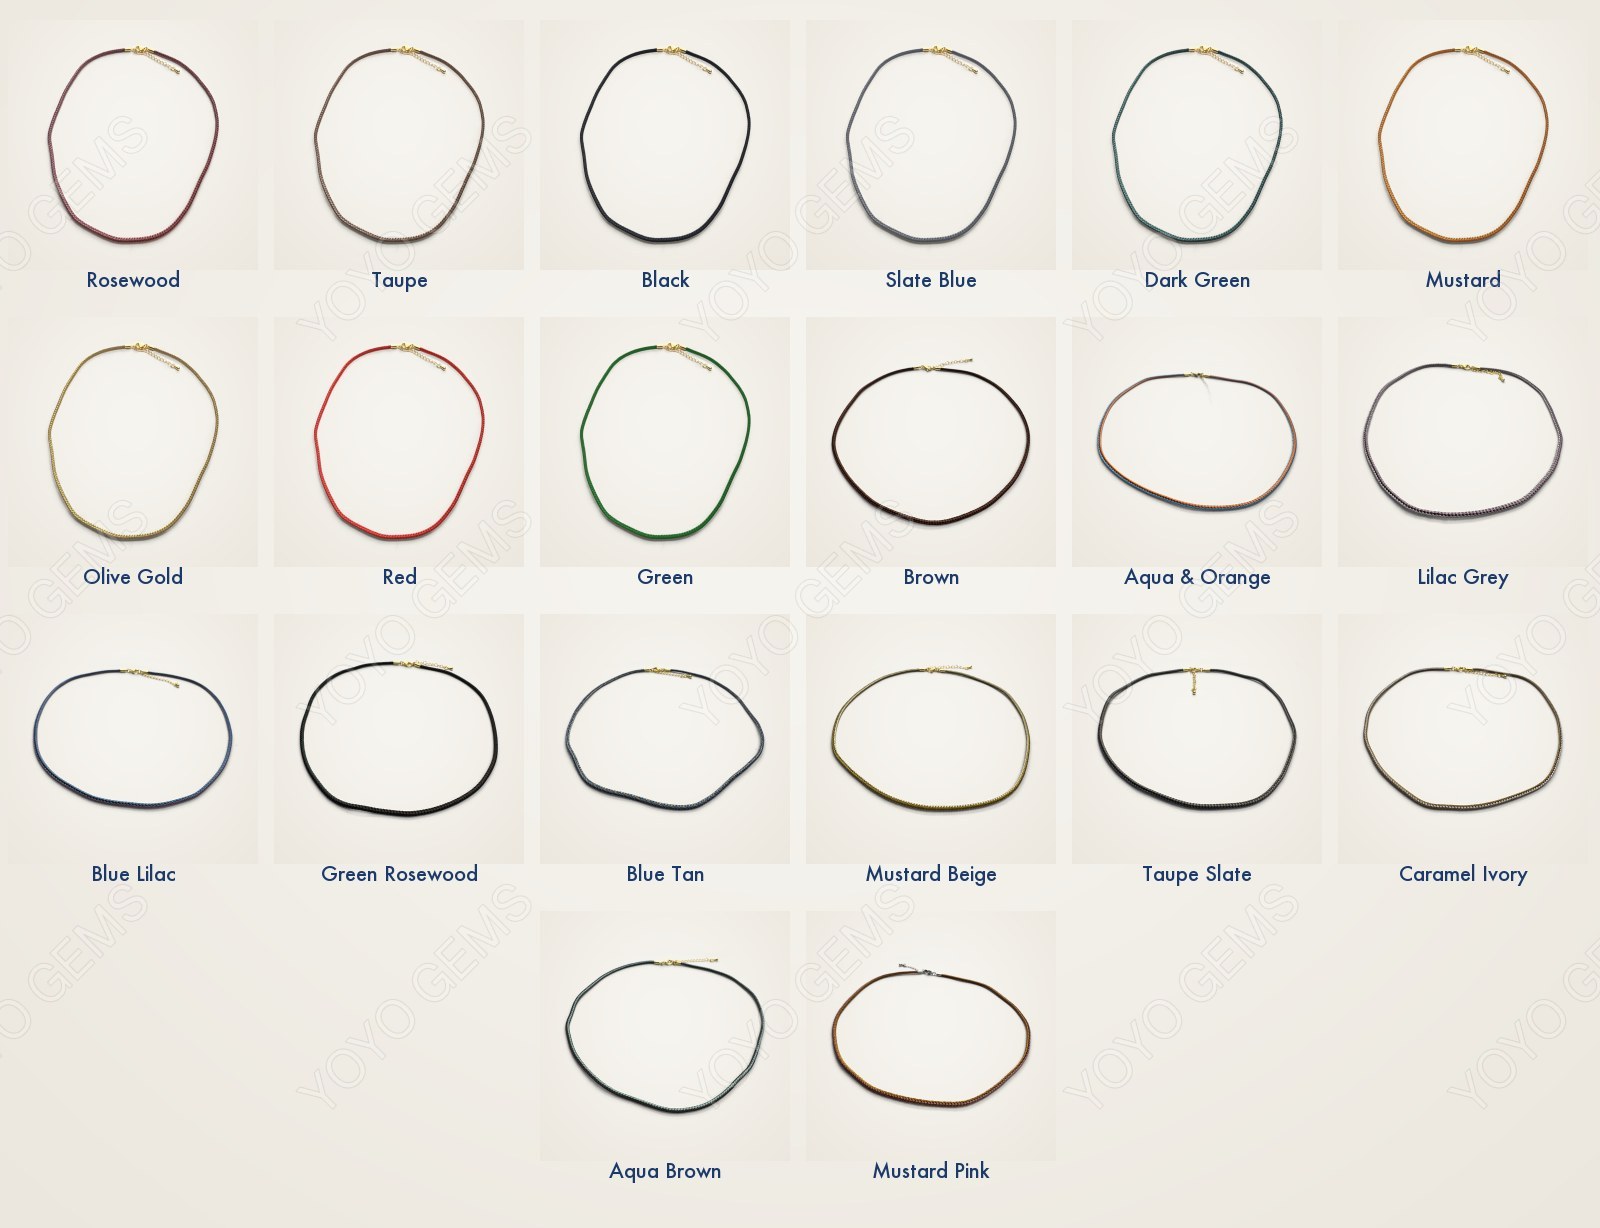 Rosewood
Taupe
Black
Slate Blue
Dark Green
Mustard
Olive Gold
Red
Green
Brown
Aqua & Orange
Lilac Grey
Blue Lilac
Green Rosewood
Blue Tan
Mustard Beige
Taupe Slate
Caramel Ivory
Aqua Brown
Mustard Pink
YOYO GEMS